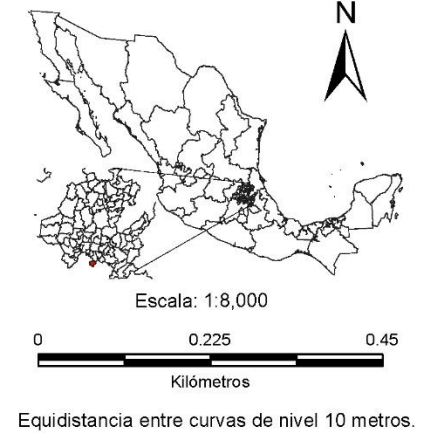 N
Escala: 1:8,000
0 0.225 0.45
Kilómetros
Equidistancia entre curvas de nivel 10 metros.